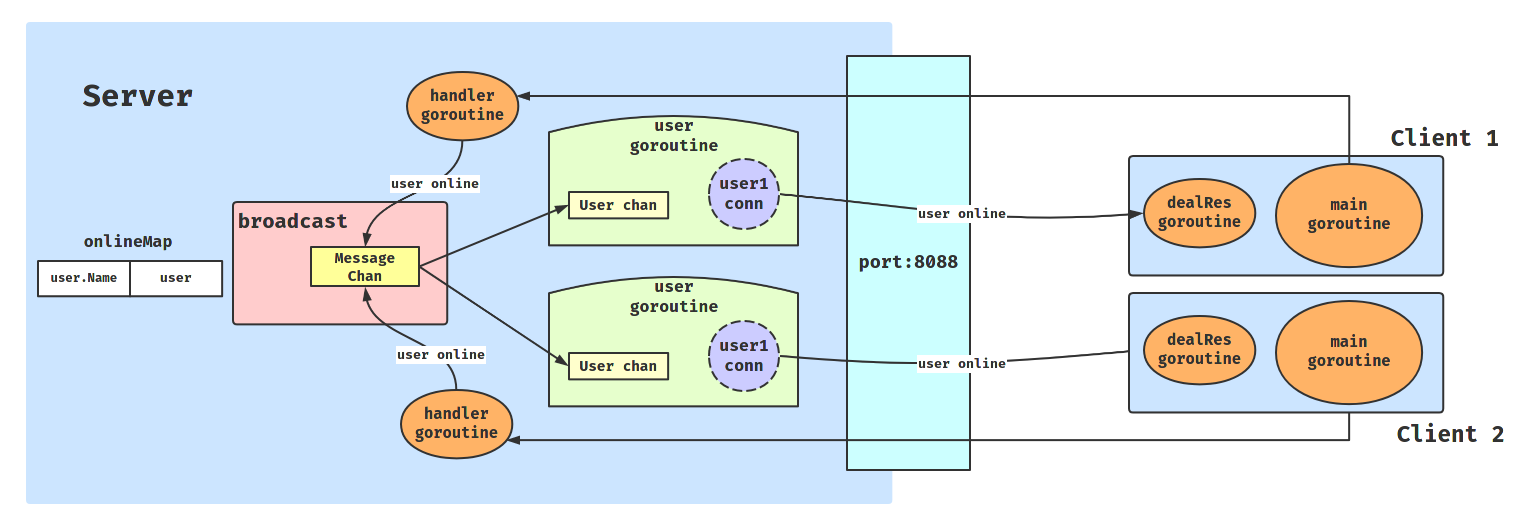 Server
handler
goroutine
user online
broadcast
Message
Chan
onlineMap
user.Name
user
user online
handler
goroutine
user
goroutine
User chan
user1
conn
user
goroutine
User chan
user1
conn
port:8088
user online
user online
Client 1
dealRes
goroutine
main
goroutine
dealRes
goroutine
main
goroutine
Client 2